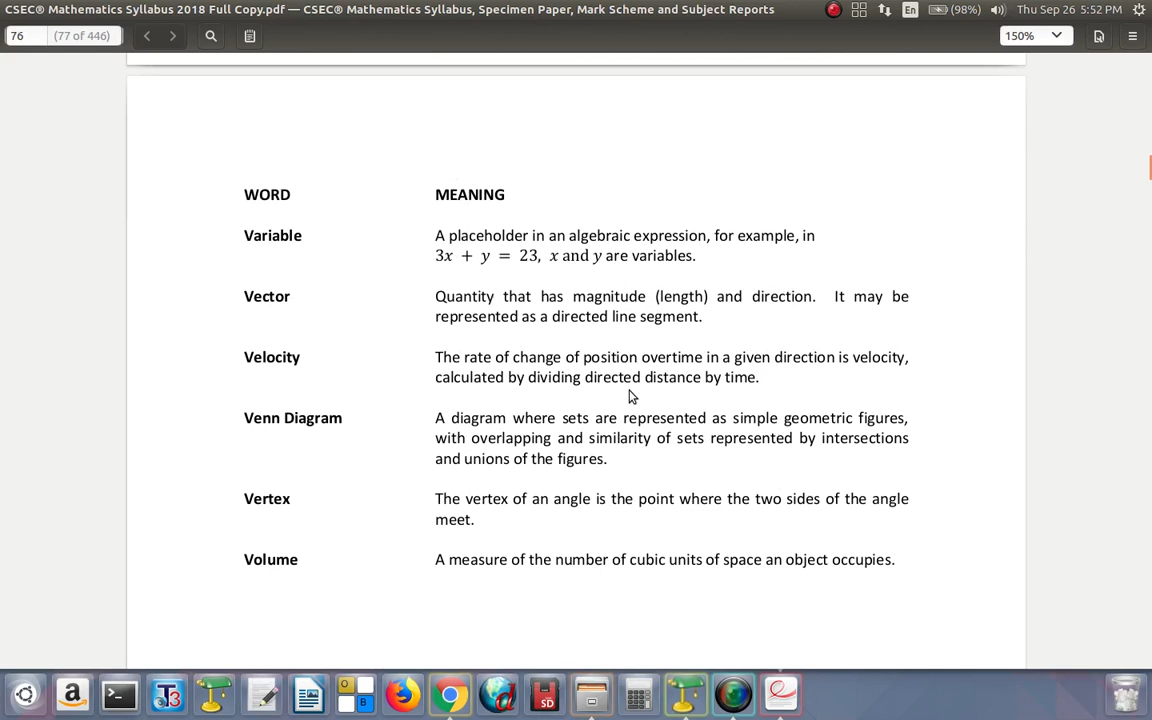 CSEC® Mathematics Syllabus 2018 Full Copy.pdf — CSEC® Mathematics Syllabus, Specimen Paper, Mark Scheme and Subject Reports En (98%) Thu Sep 26 5:52 PM
76 (77 of 446) 150%
WORD MEANING
Variable A placeholder in an algebraic expression, for example, in
3x + y = 23, x and y are variables.
Vector Quantity that has magnitude (length) and direction. It may be
represented as a directed line segment.
Velocity The rate of change of position overtime in a given direction is velocity,
calculated by dividing directed distance by time.
Venn Diagram A diagram where sets are represented as simple geometric figures,
with overlapping and similarity of sets represented by intersections
and unions of the figures.
Vertex The vertex of an angle is the point where the two sides of the angle
meet.
Volume A measure of the number of cubic units of space an object occupies.
a >_ T3 O B d SD